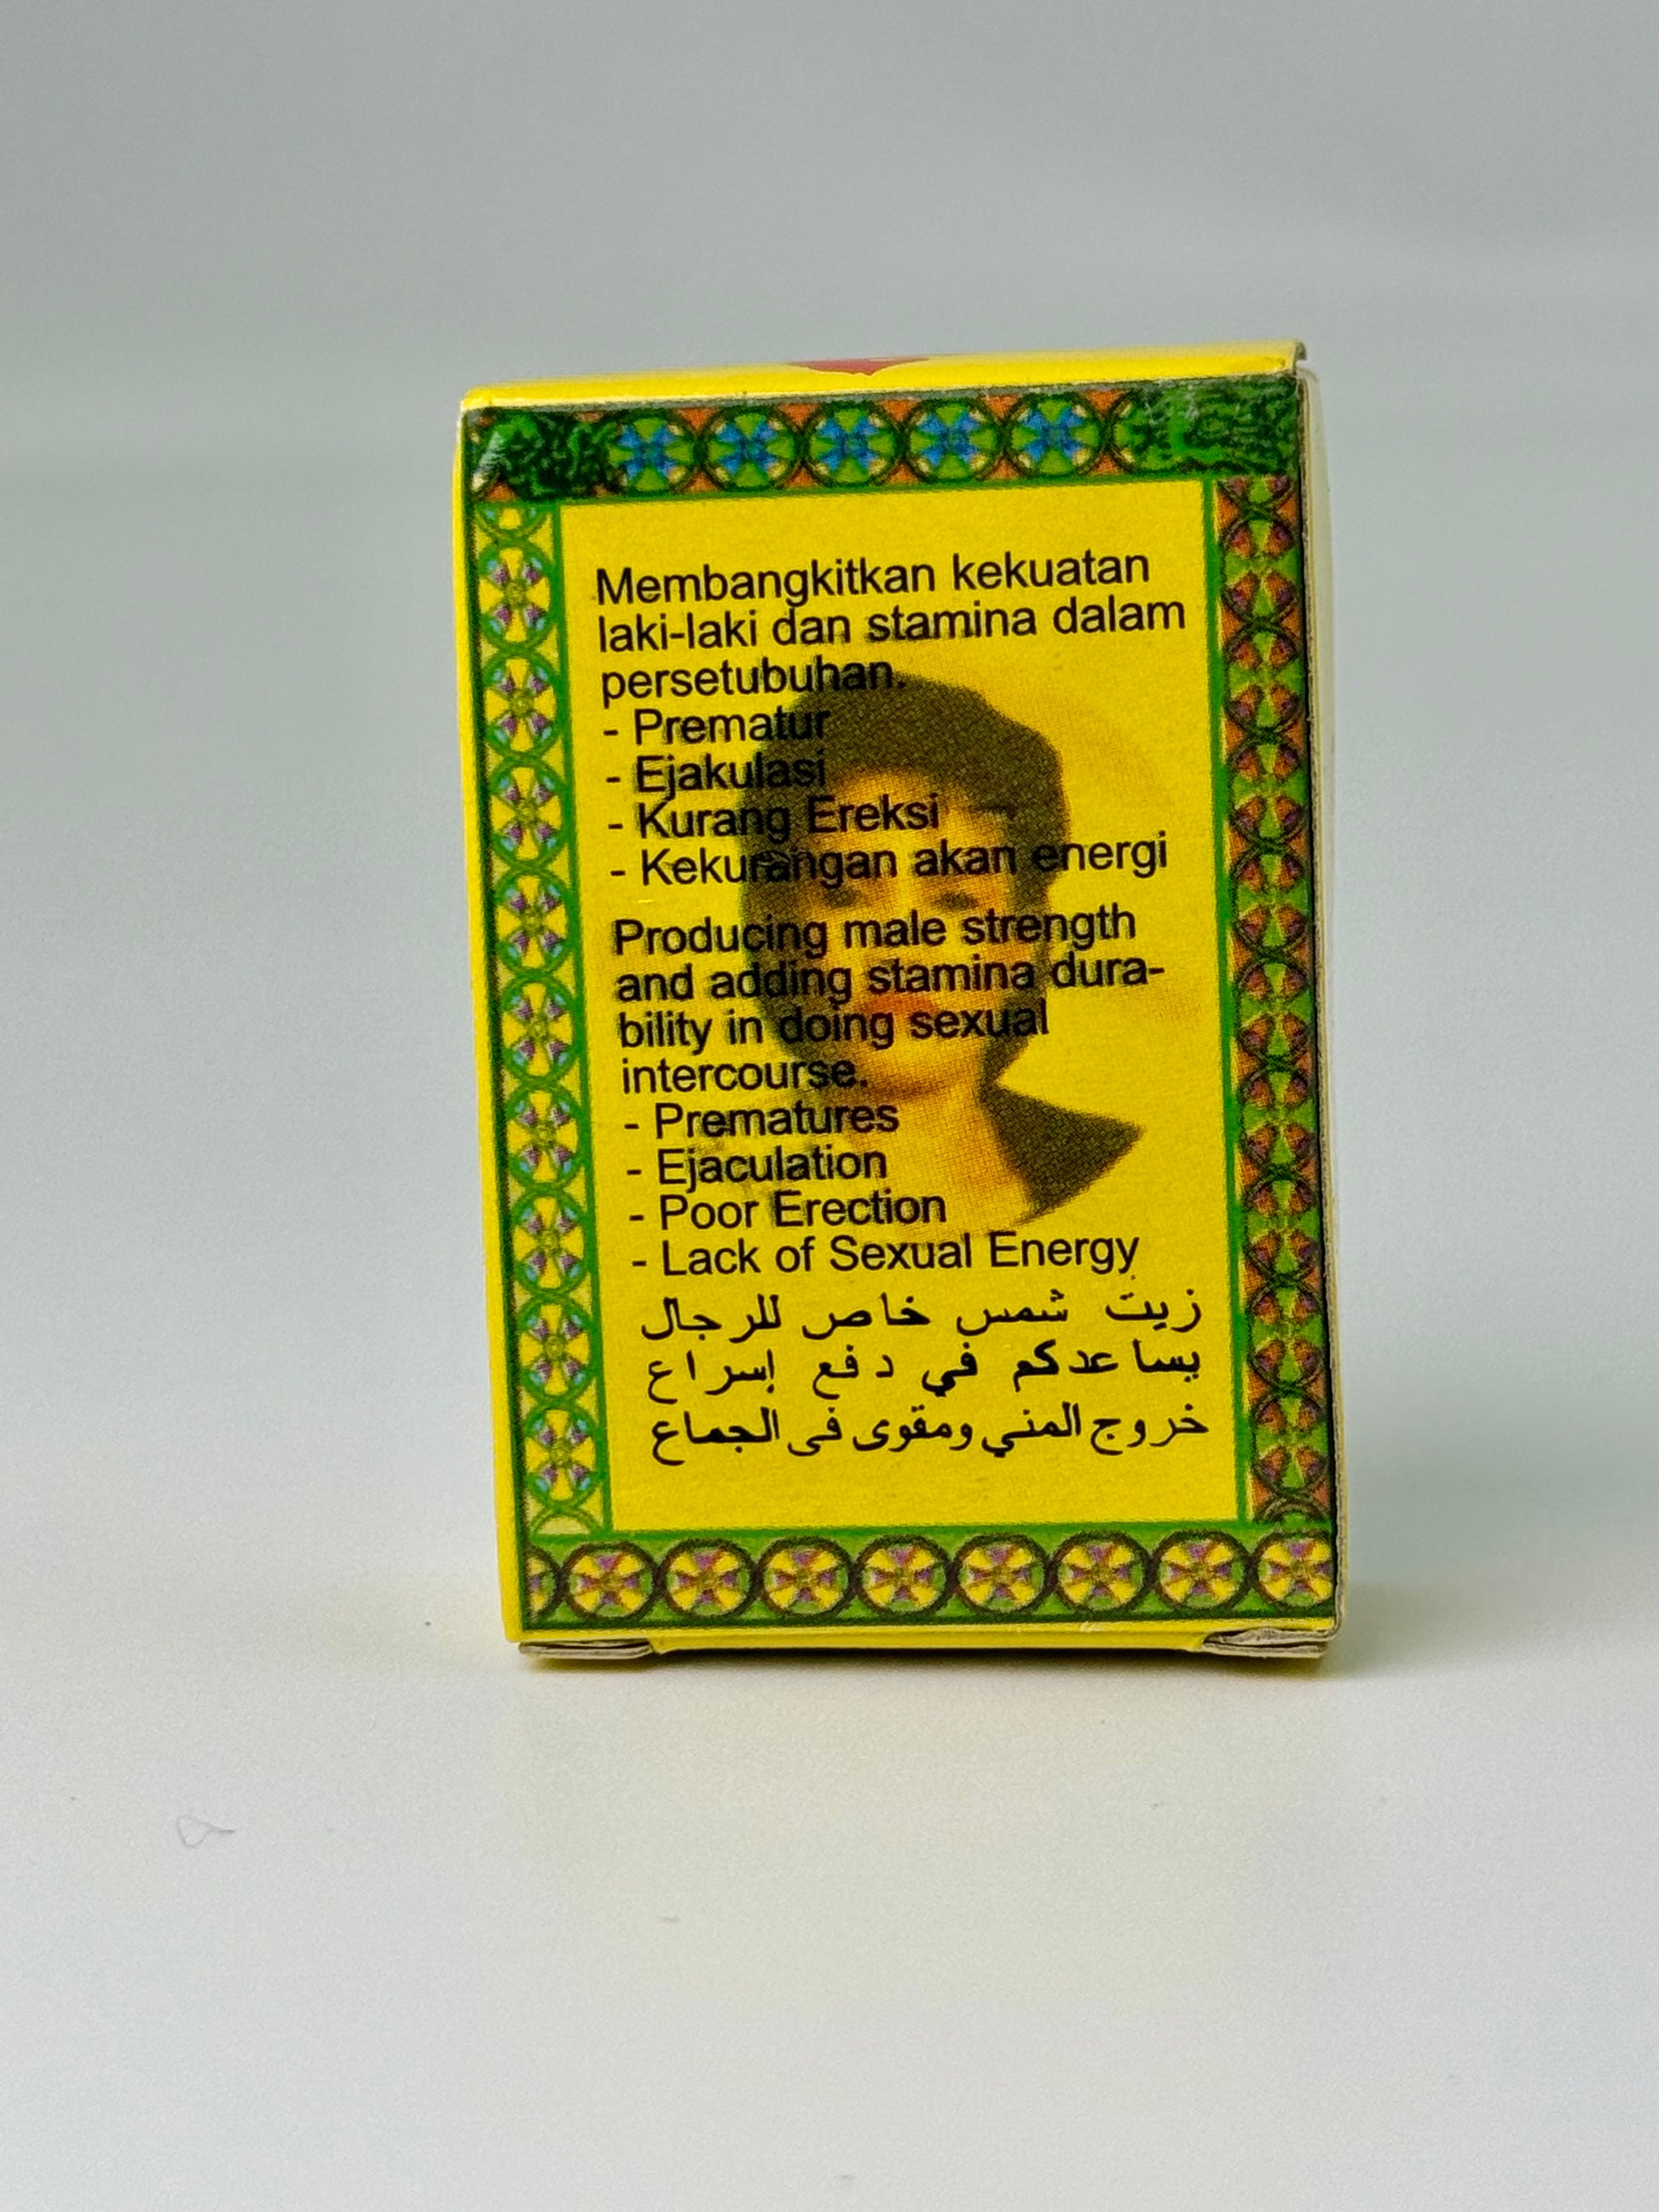 Membangkitkan kekuatan
laki-laki dan stamina dalam
persetubuhan.
- Prematur
- Ejakulasi
- Kurang Ereksi
- Kekurangan akan energi
Producing male strength
and adding stamina dura-
bility in doing sexual
intercourse.
- Prematures
- Ejaculation
- Poor Erection
- Lack of Sexual Energy
زيت شمس خاص للرجال
يساعدكم في دفع إسراع
خروج المني ومقوى فى الجماع